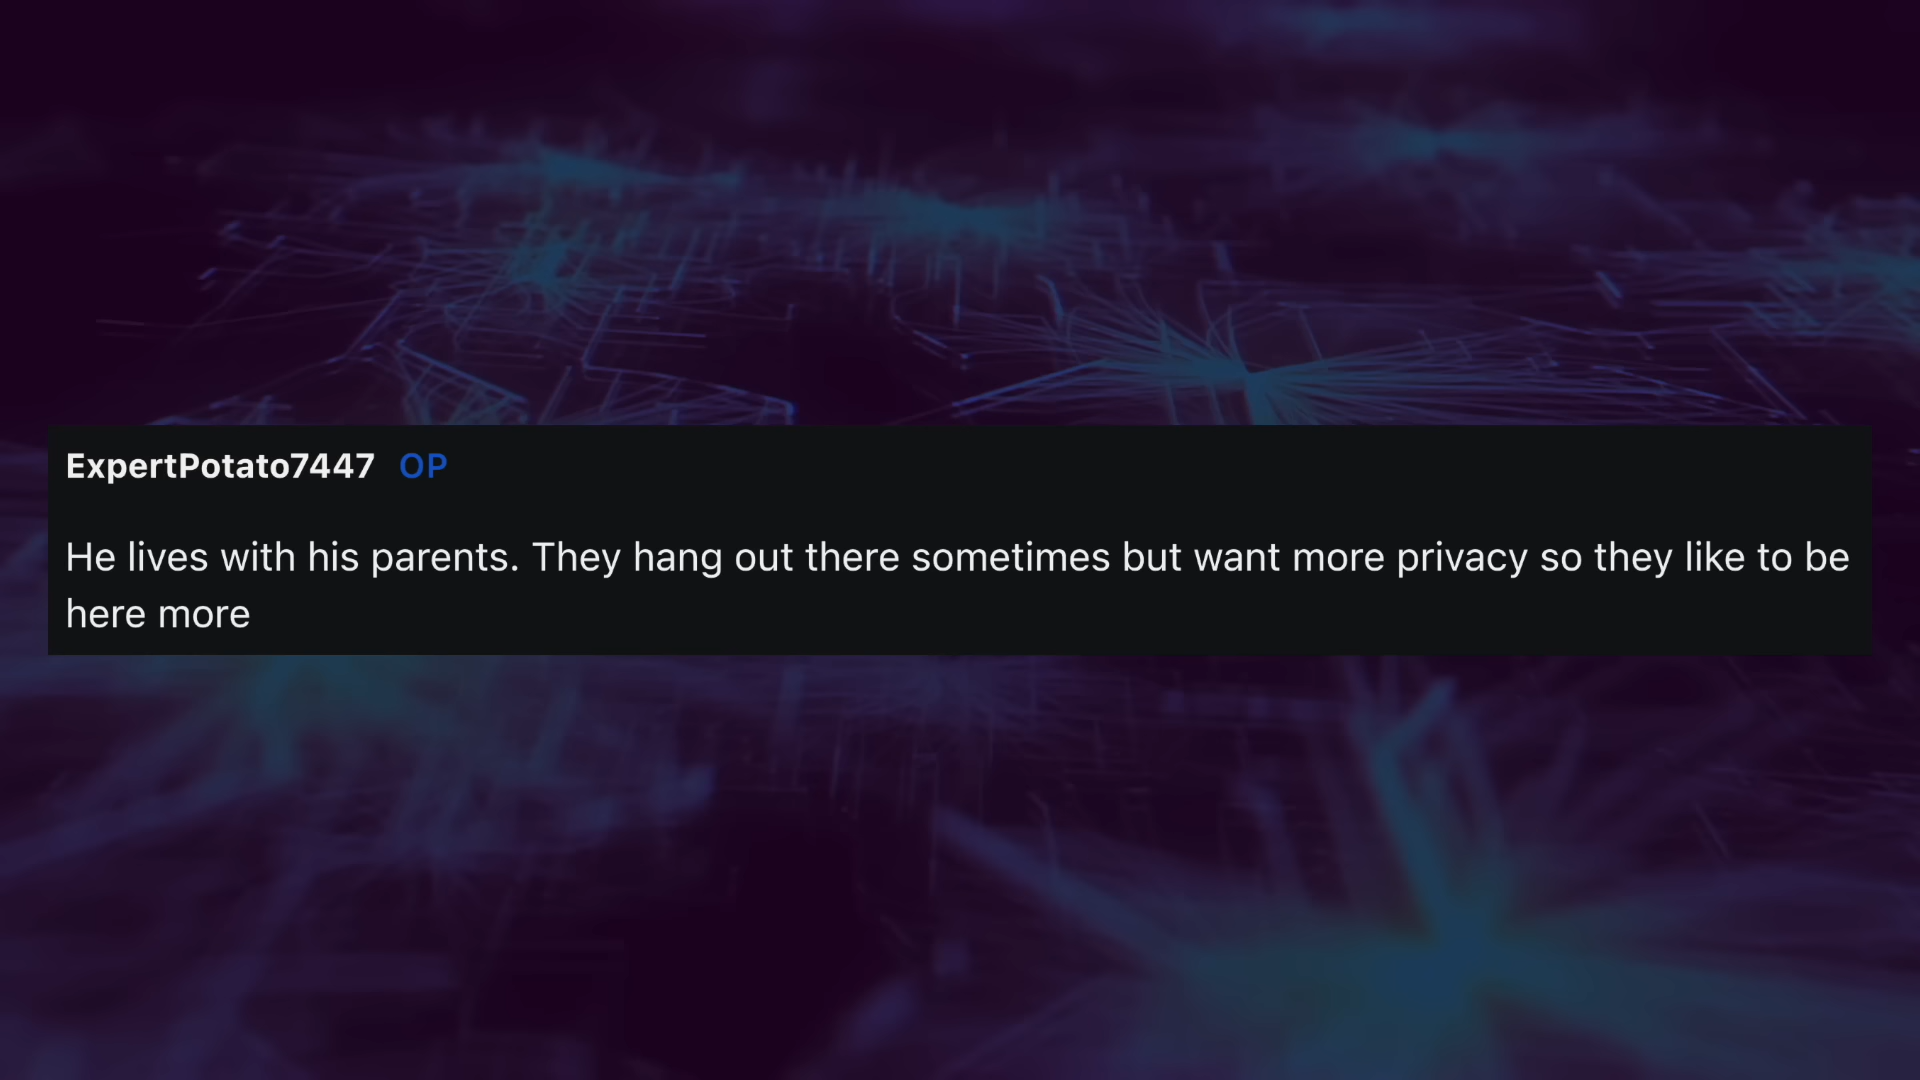 ExpertPotato7447 OP
He lives with his parents. They hang out there sometimes but want more privacy so they like to be
here more